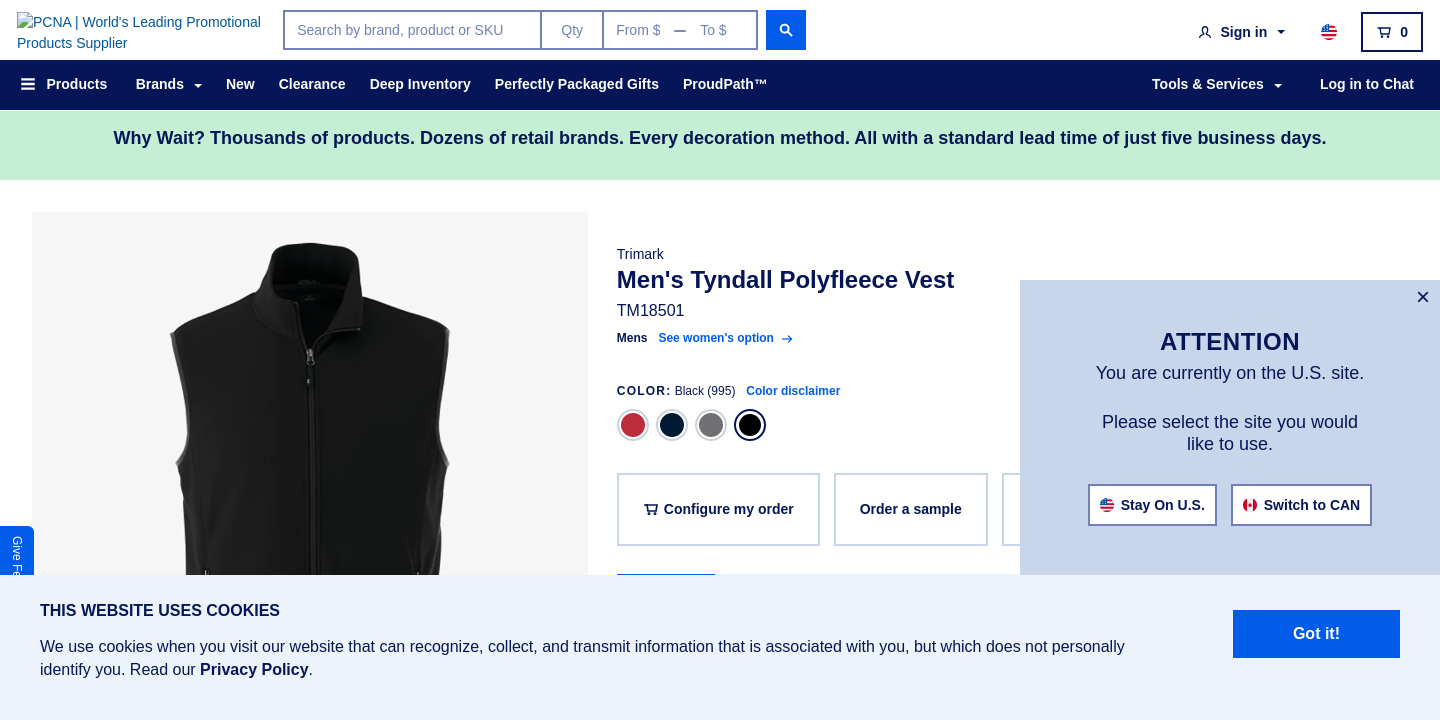 PCNA | World's Leading Promotional
Products Supplier
Search by brand, product or SKU
Qty
From $ — To $
Sign in
0
Products
Brands
New
Clearance
Deep Inventory
Perfectly Packaged Gifts
ProudPath™
Tools & Services
Log in to Chat
Why Wait? Thousands of products. Dozens of retail brands. Every decoration method. All with a standard lead time of just five business days.
Trimark
Men's Tyndall Polyfleece Vest
TM18501
Mens See women's option →
COLOR: Black (995) Color disclaimer
Configure my order
Order a sample
×
ATTENTION
You are currently on the U.S. site.
Please select the site you would
like to use.
Stay On U.S.
Switch to CAN
Give
THIS WEBSITE USES COOKIES
We use cookies when you visit our website that can recognize, collect, and transmit information that is associated with you, but which does not personally
identify you. Read our Privacy Policy.
Got it!